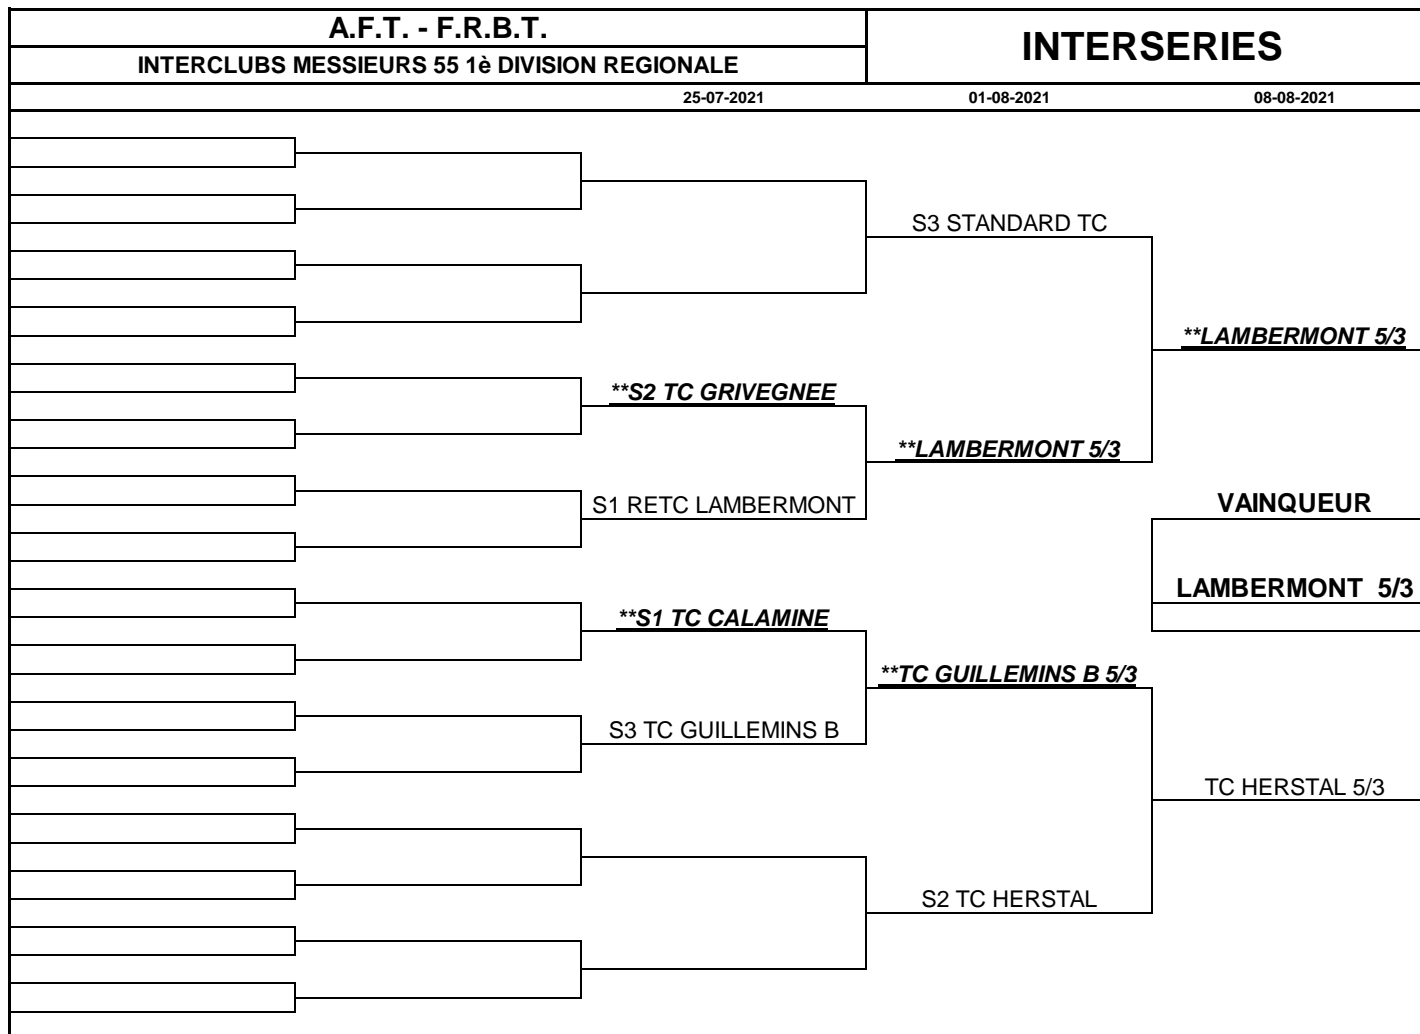 A.F.T. - F.R.B.T.
INTERSERIES
INTERCLUBS MESSIEURS 55 1è DIVISION REGIONALE
25-07-2021 01-08-2021 08-08-2021
S3 STANDARD TC
**LAMBERMONT 5/3
**S2 TC GRIVEGNEE
**LAMBERMONT 5/3
S1 RETC LAMBERMONT
VAINQUEUR
LAMBERMONT 5/3
**S1 TC CALAMINE
**TC GUILLEMINS B 5/3
S3 TC GUILLEMINS B
TC HERSTAL 5/3
S2 TC HERSTAL